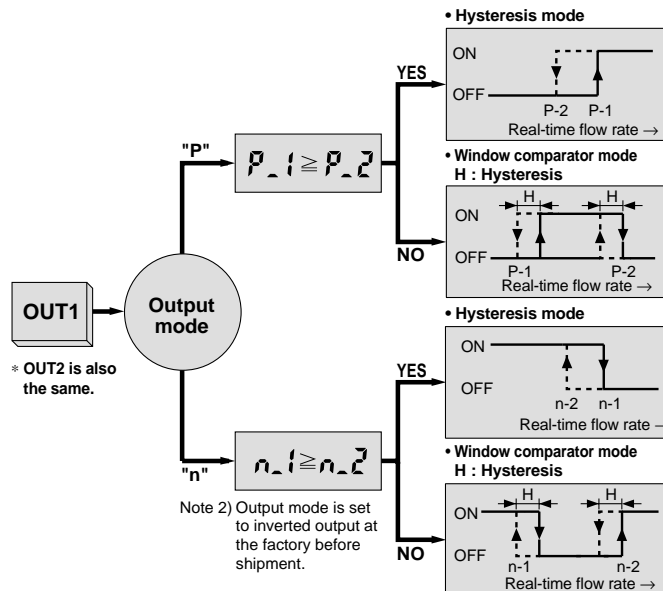 • Hysteresis mode
ON
OFF
P-2 P-1
Real-time flow rate →
YES
"P"
P_1 ≧ P_2
• Window comparator mode
H : Hysteresis
H H
ON
OFF
P-1 P-2
Real-time flow rate →
NO
OUT1
Output
mode
* OUT2 is also
the same.
• Hysteresis mode
ON
OFF
n-2 n-1
Real-time flow rate
YES
"n"
n_1≧n_2
Note 2) Output mode is set
to inverted output at
the factory before
shipment.
• Window comparator mode
H : Hysteresis
H H
ON
OFF
n-1 n-2
Real-time flow rate →
NO